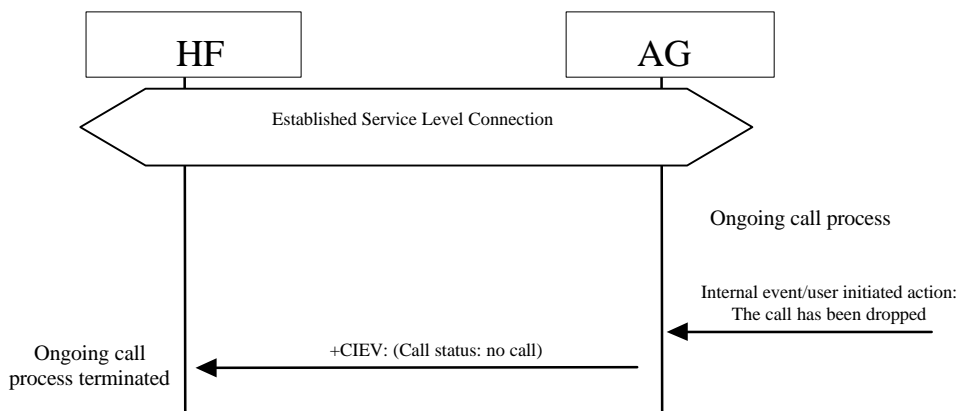 HF
AG
Established Service Level Connection
Ongoing call process
Internal event/user initiated action:
The call has been dropped
+CIEV: (Call status: no call)
Ongoing call
process terminated